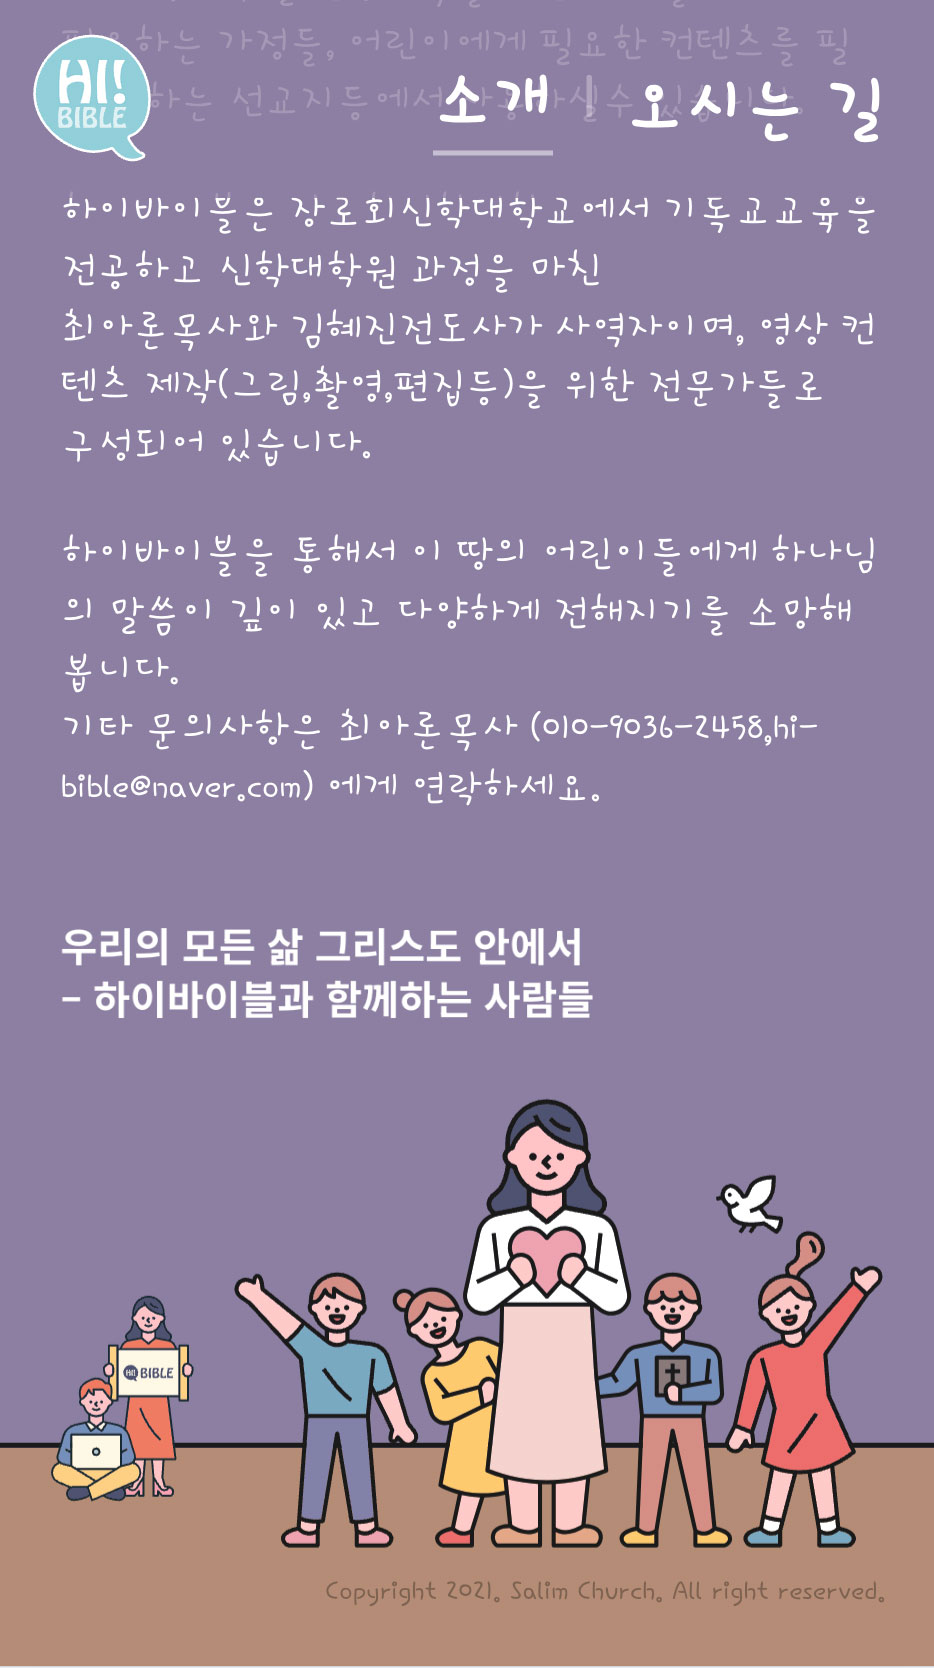 하는 가정들, 어린이에게 필요한 컨텐츠를 필
하는 선교지등에서
HI!
BIBLE
소개 | 오시는 길
하이바이블은 장로회신학대학교에서 기독교교육을
전공하고 신학대학원 과정을 마친
최아론목사와 김혜진전도사가 사역자이며, 영상 컨
텐츠 제작(그림,촬영,편집등)을 위한 전문가들로
구성되어 있습니다.
하이바이블을 통해서 이 땅의 어린이들에게 하나님
의 말씀이 깊이 있고 다양하게 전해지기를 소망해
봅니다.
기타 문의사항은 최아론목사 (010-9036-2458,hi-
bible@naver.com) 에게 연락하세요.
우리의 모든 삶 그리스도 안에서
- 하이바이블과 함께하는 사람들
Hi! BIBLE
Copyright 2021. Salim Church. All right reserved.